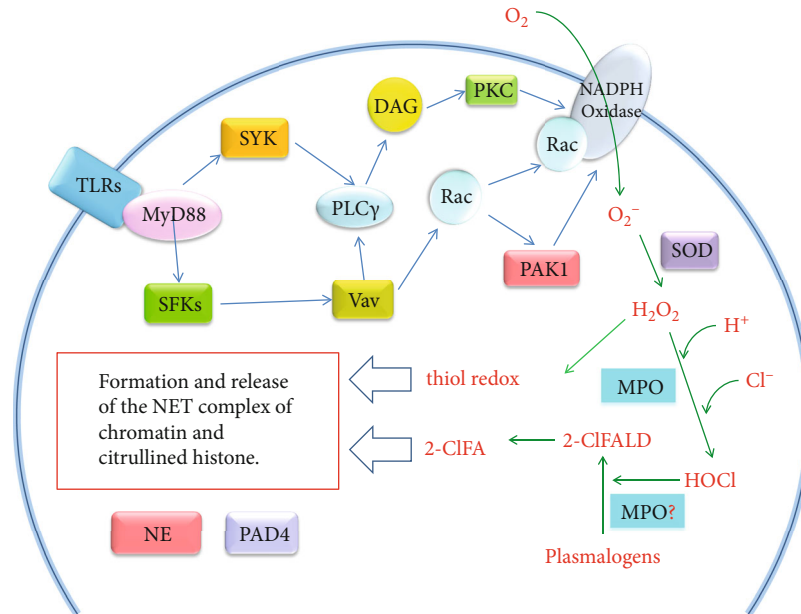 O₂
NADPH
Oxidase
PKC
DAG
SYK
Rac
TLRs
MyD88
PLCγ
Rac
O₂⁻
SOD
PAK1
SFKs
Vav
H₂O₂
H⁺
Formation and release
of the NET complex of
chromatin and
citrullined histone.
thiol redox
MPO
Cl⁻
2-ClFA
2-ClFALD
HOCl
MPO?
NE
PAD4
Plasmalogens